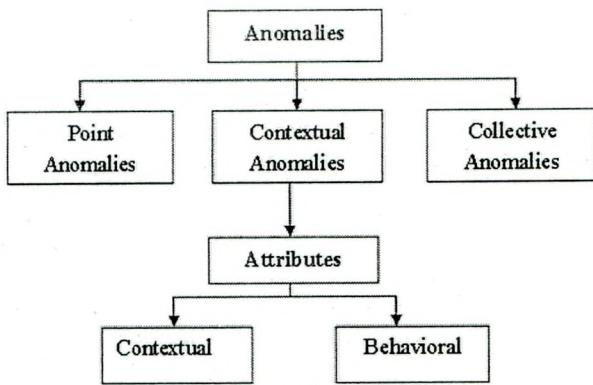 Anomalies
Point
Anomalies
Contextual
Anomalies
Collective
Anomalies
Attributes
Contextual
Behavioral